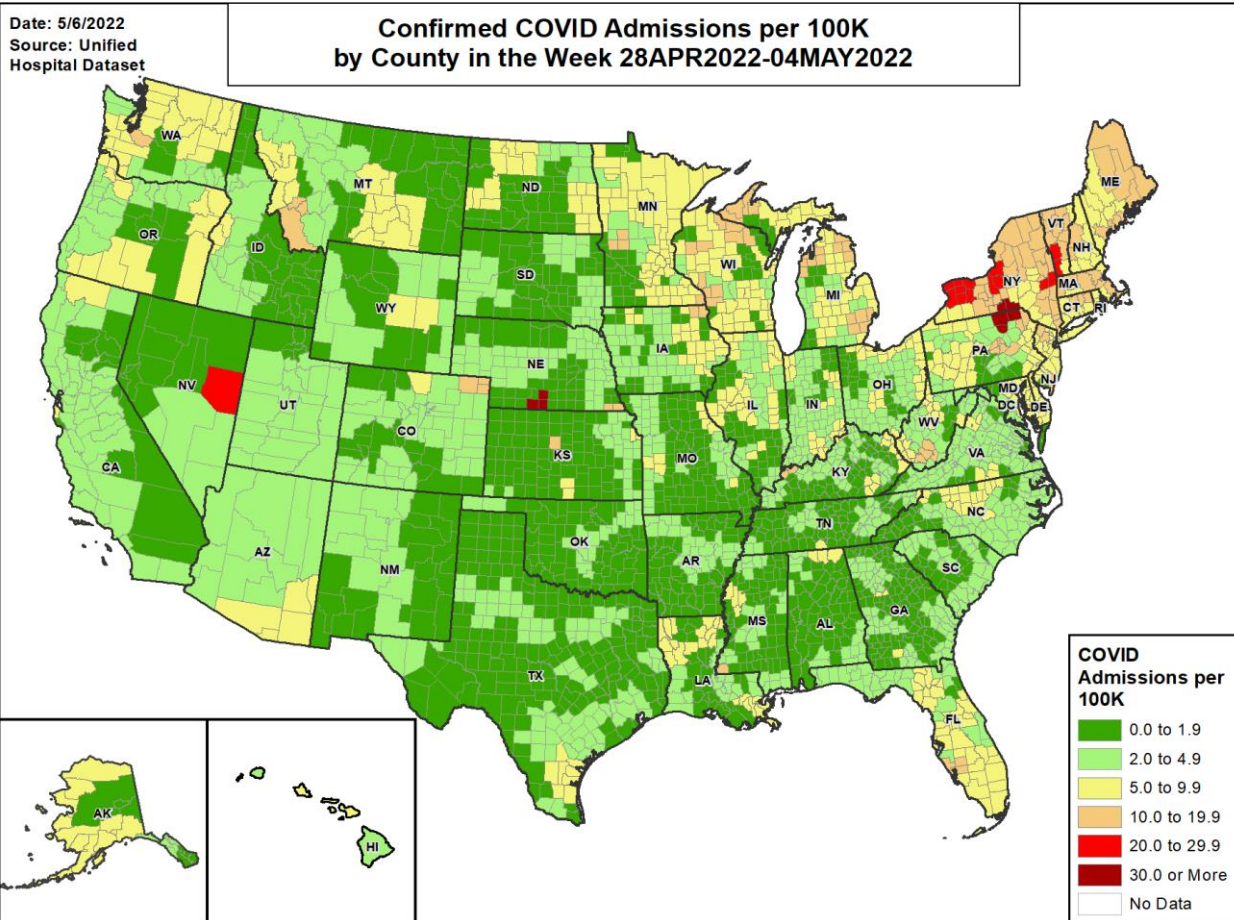 Date: 5/6/2022
Source: Unified
Hospital Dataset
Confirmed COVID Admissions per 100K
by County in the Week 28APR2022-04MAY2022
WA
MT
ND
MN
ME
VT
NH
OR
ID
SD
WI
MI
NY
MA
CT
RI
WY
IA
PA
NJ
NE
NV
UT
CO
IL
IN
OH
MD
DC
DE
WV
VA
CA
KS
MO
KY
NC
TN
AZ
NM
OK
AR
SC
MS
AL
GA
TX
LA
FL
AK
HI
COVID
Admissions per
100K
0.0 to 1.9
2.0 to 4.9
5.0 to 9.9
10.0 to 19.9
20.0 to 29.9
30.0 or More
No Data